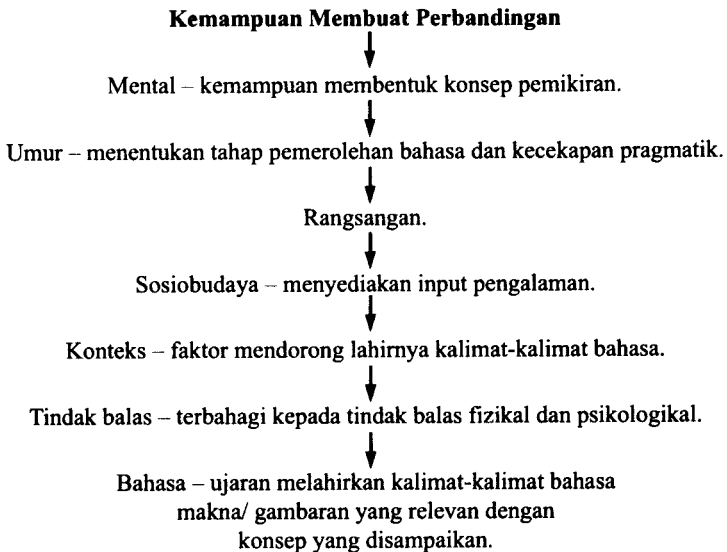 Kemampuan Membuat Perbandingan
Mental – kemampuan membentuk konsep pemikiran.
Umur – menentukan tahap pemerolehan bahasa dan kecekapan pragmatik.
Rangsangan.
Sosiobudaya – menyediakan input pengalaman.
Konteks – faktor mendorong lahirnya kalimat-kalimat bahasa.
Tindak balas – terbahagi kepada tindak balas fizikal dan psikologikal.
Bahasa – ujaran melahirkan kalimat-kalimat bahasa
makna/ gambaran yang relevan dengan
konsep yang disampaikan.